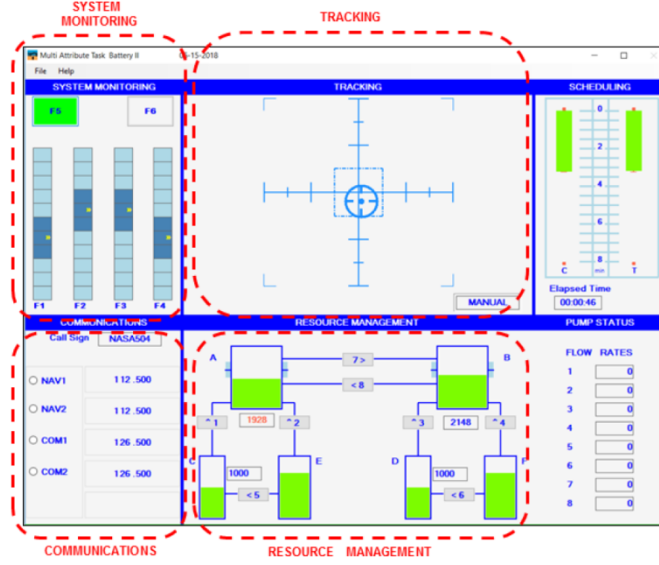 SYSTEM
MONITORING
TRACKING
Multi Attribute Task Battery II
-15-2018
File Help
SYSTEM MONITORING
TRACKING
SCHEDULING
F5
F6
0
2
4
6
8
C min T
F1 F2 F3 F4
MANUAL
Elapsed Time
00:00:46
COMMUNICATIONS
RESOURCE MANAGEMENT
PUMP STATUS
Call Sign NASA504
NAV1 112.500
NAV2 112.500
COM1 126.500
COM2 126.500
A
B
7 >
< 8
^ 1
1928
^ 2
^ 3
2148
^ 4
C
1000
E
D
1000
F
< 5
< 6
FLOW RATES
1 0
2 0
3 0
4 0
5 0
6 0
7 0
8 0
COMMUNICATIONS
RESOURCE MANAGEMENT